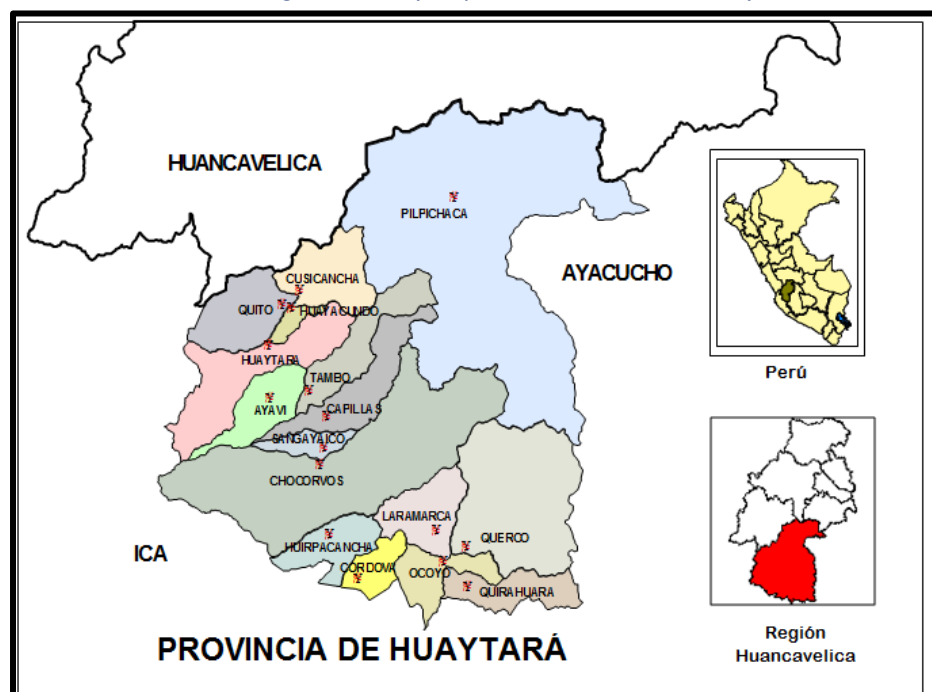 HUANCAVELICA
PILPICHACA
AYACUCHO
CUSICANCHA
QUITO
HUAYACUNDO
HUAYTARA
TAMBO
AYAVI
CAPILLAS
SANGAYAICO
CHOCORVOS
LARAMARCA
QUERCO
ICA
HUIRPACANCHA
CORDOVA
OCOYO
QUIRAHUARA
PROVINCIA DE HUAYTARÁ
Perú
Región
Huancavelica